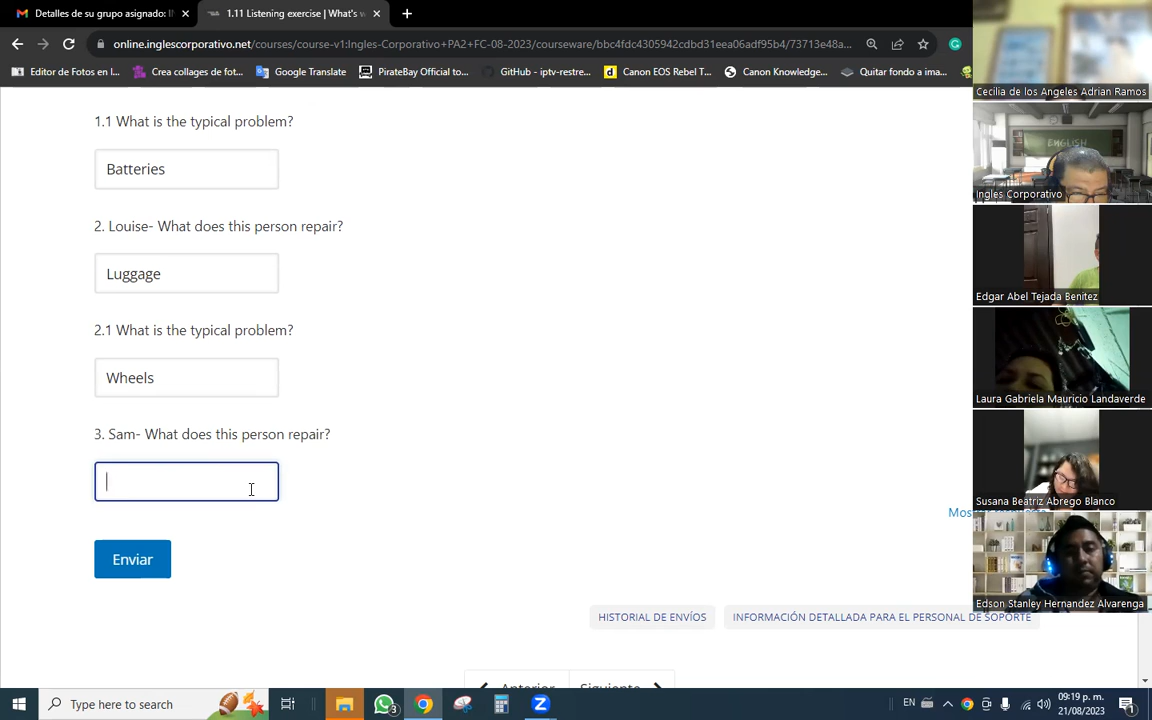 Detalles de su grupo asignado: I
1.11 Listening exercise | What's w
online.inglescorporativo.net/courses/course-v1:Ingles-Corporativo+PA2+FC-08-2023/courseware/bbc4fdc4305942cdbd31eea06adf95b4/73713e48a...
Editor de Fotos en l...
Crea collages de fot...
Google Translate
PirateBay Official to...
GitHub - iptv-restre...
Canon EOS Rebel T...
Canon Knowledge...
Quitar fondo a ima...
1.1 What is the typical problem?
Batteries
2. Louise- What does this person repair?
Luggage
2.1 What is the typical problem?
Wheels
3. Sam- What does this person repair?
Enviar
HISTORIAL DE ENVÍOS
INFORMACIÓN DETALLADA PARA EL PERSONAL DE SOPORTE
Anterior
Siguiente
Cecilia de los Angeles Adrian Ramos
ENGLISH
Ingles Corporativo
Edgar Abel Tejada Benitez
Laura Gabriela Mauricio Landaverde
Susana Beatriz Abrego Blanco
Edson Stanley Hernandez Alvarenga
Type here to search
3
EN
09:19 p. m.
21/08/2023
1